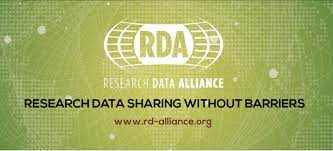 RDA
RESEARCH DATA ALLIANCE
RESEARCH DATA SHARING WITHOUT BARRIERS
www.rd-alliance.org